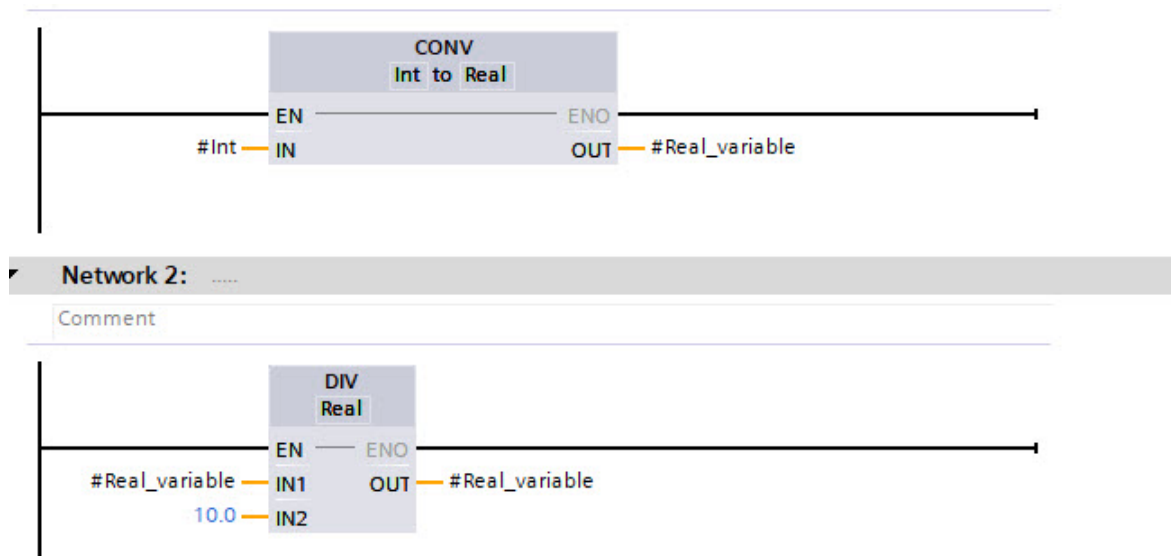 CONV
Int to Real
EN ENO
#Int IN OUT #Real_variable
Network 2: .....
Comment
DIV
Real
EN ENO
#Real_variable IN1 OUT #Real_variable
10.0 IN2